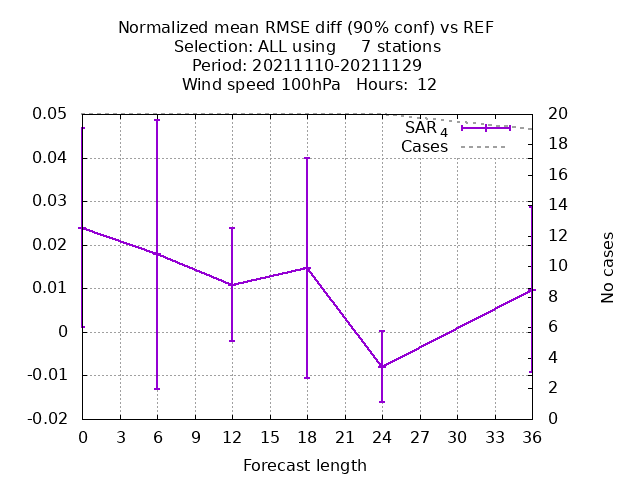 Normalized mean RMSE diff (90% conf) vs REF
Selection: ALL using     7 stations
Period: 20211110-20211129
Wind speed 100hPa   Hours:  12
SAR 4
Cases
0.05
0.04
0.03
0.02
0.01
0
-0.01
-0.02
20
18
16
14
12
10
8
6
4
2
0
No cases
0 3 6 9 12 15 18 21 24 27 30 33 36
Forecast length